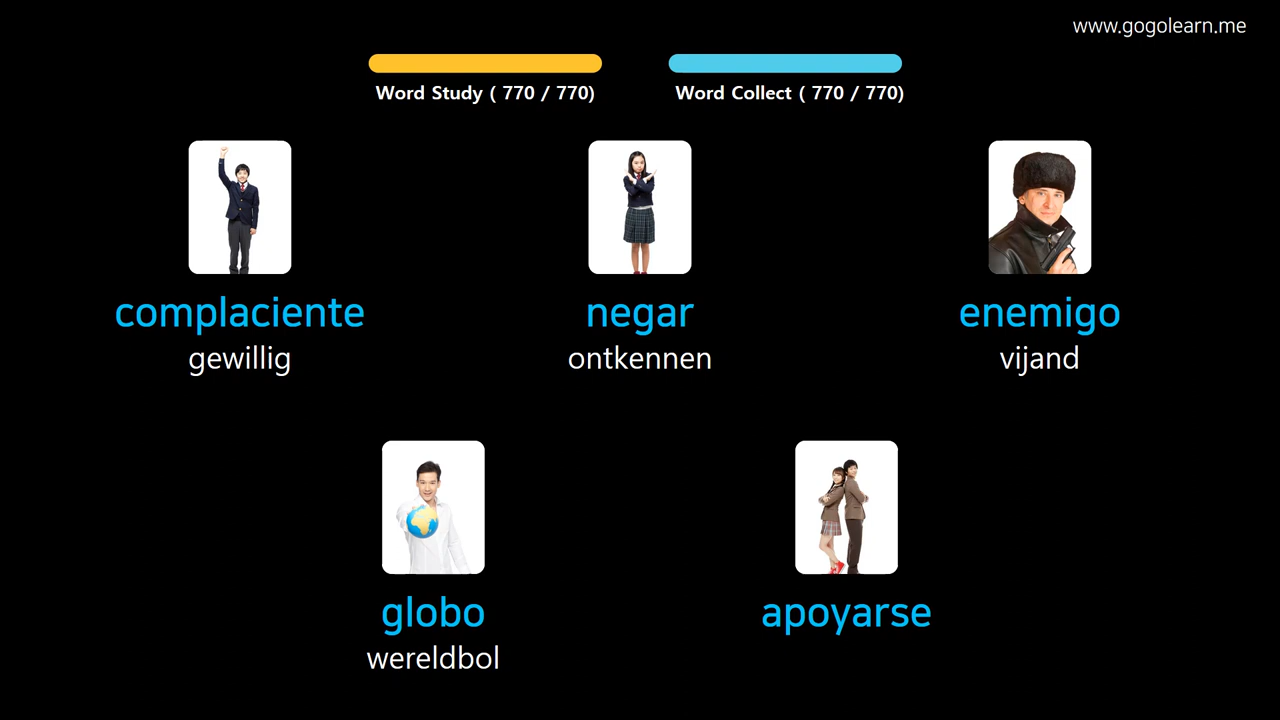 www.gogolearn.me
Word Study ( 770 / 770)
Word Collect ( 770 / 770)
complaciente
gewillig
negar
ontkennen
enemigo
vijand
globo
wereldbol
apoyarse